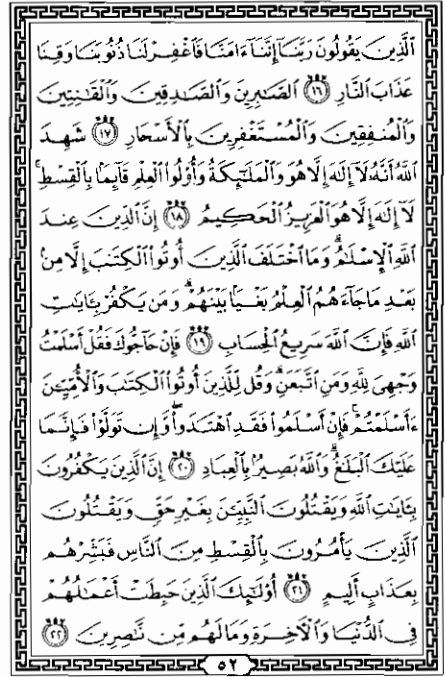 ٱلَّذِينَ يَقُولُونَ رَبَّنَآ إِنَّنَآ ءَامَنَّا فَٱغْفِرْ لَنَا ذُنُوبَنَا وَقِنَا
عَذَابَ ٱلنَّارِ ١٦ ٱلصَّٰبِرِينَ وَٱلصَّٰدِقِينَ وَٱلْقَٰنِتِينَ
وَٱلْمُنفِقِينَ وَٱلْمُسْتَغْفِرِينَ بِٱلْأَسْحَارِ ١٧ شَهِدَ
ٱللَّهُ أَنَّهُۥ لَآ إِلَٰهَ إِلَّا هُوَ وَٱلْمَلَٰٓئِكَةُ وَأُو۟لُوا۟ ٱلْعِلْمِ قَآئِمًۢا بِٱلْقِسْطِ ۚ
لَآ إِلَٰهَ إِلَّا هُوَ ٱلْعَزِيزُ ٱلْحَكِيمُ ١٨ إِنَّ ٱلدِّينَ عِندَ
ٱللَّهِ ٱلْإِسْلَٰمُ ۗ وَمَا ٱخْتَلَفَ ٱلَّذِينَ أُوتُوا۟ ٱلْكِتَٰبَ إِلَّا مِنۢ
بَعْدِ مَا جَآءَهُمُ ٱلْعِلْمُ بَغْيًۢا بَيْنَهُمْ ۗ وَمَن يَكْفُرْ بِـَٔايَٰتِ
ٱللَّهِ فَإِنَّ ٱللَّهَ سَرِيعُ ٱلْحِسَابِ ١٩ فَإِنْ حَآجُّوكَ فَقُلْ أَسْلَمْتُ
وَجْهِىَ لِلَّهِ وَمَنِ ٱتَّبَعَنِ ۗ وَقُل لِّلَّذِينَ أُوتُوا۟ ٱلْكِتَٰبَ وَٱلْأُمِّيِّـۧنَ
ءَأَسْلَمْتُمْ ۚ فَإِنْ أَسْلَمُوا۟ فَقَدِ ٱهْتَدَوا۟ ۖ وَّإِن تَوَلَّوْا۟ فَإِنَّمَا
عَلَيْكَ ٱلْبَلَٰغُ ۗ وَٱللَّهُ بَصِيرٌۢ بِٱلْعِبَادِ ٢٠ إِنَّ ٱلَّذِينَ يَكْفُرُونَ
بِـَٔايَٰتِ ٱللَّهِ وَيَقْتُلُونَ ٱلنَّبِيِّـۧنَ بِغَيْرِ حَقٍّ وَيَقْتُلُونَ
ٱلَّذِينَ يَأْمُرُونَ بِٱلْقِسْطِ مِنَ ٱلنَّاسِ فَبَشِّرْهُم
بِعَذَابٍ أَلِيمٍ ٢١ أُو۟لَٰٓئِكَ ٱلَّذِينَ حَبِطَتْ أَعْمَٰلُهُمْ
فِى ٱلدُّنْيَا وَٱلْءَاخِرَةِ وَمَا لَهُم مِّن نَّٰصِرِينَ ٢٢
٥٢